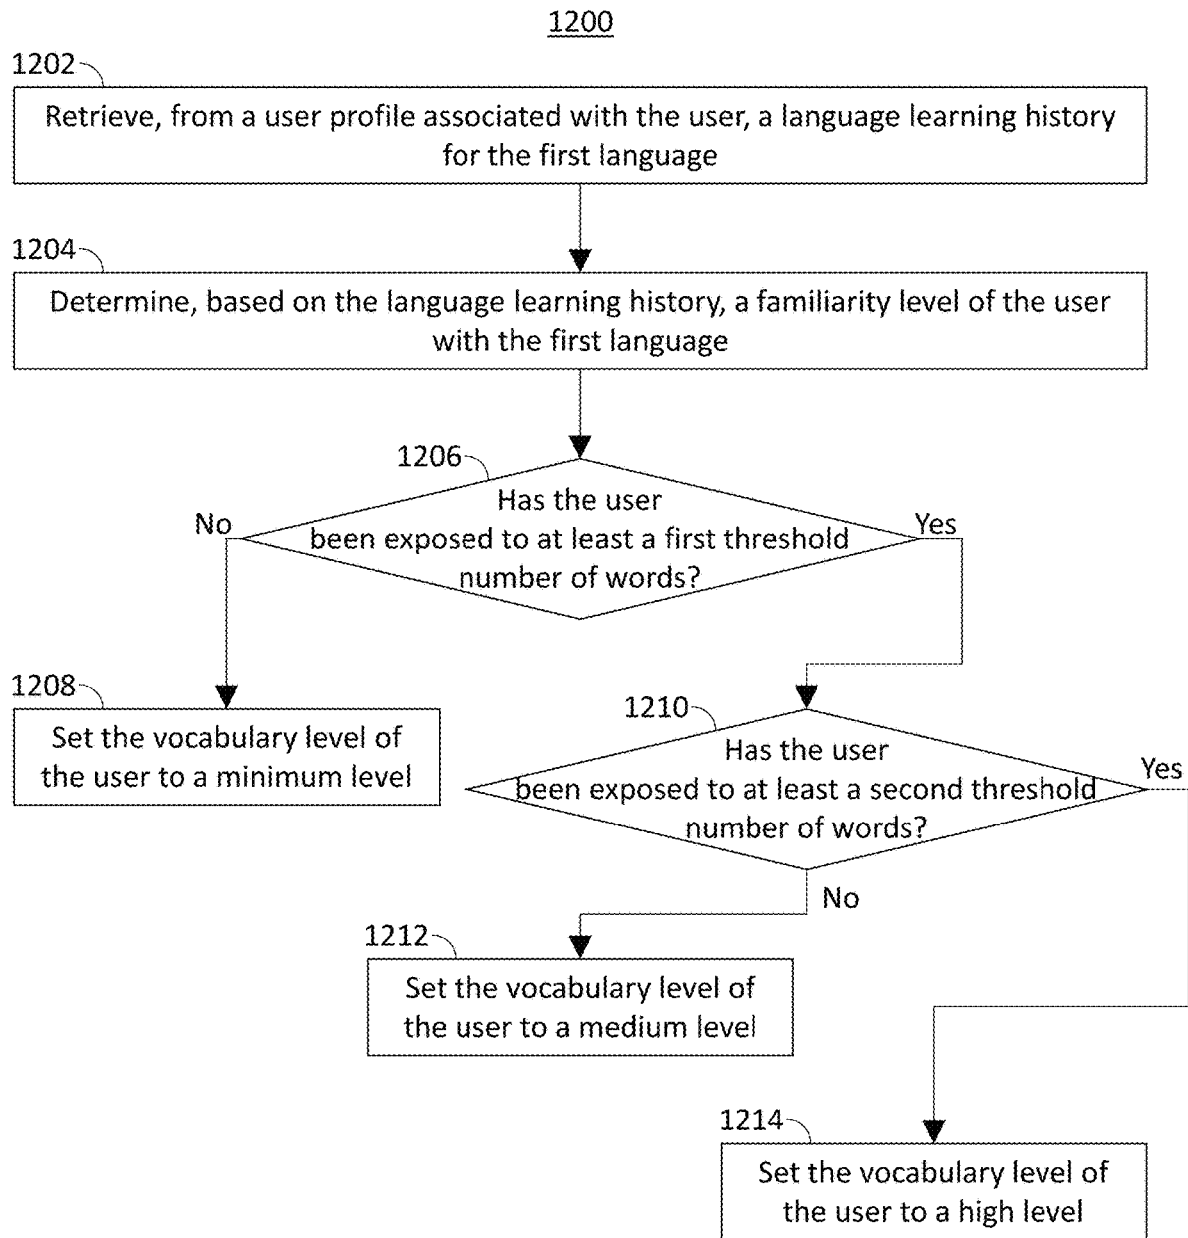 1200
1202
Retrieve, from a user profile associated with the user, a language learning history
for the first language
1204
Determine, based on the language learning history, a familiarity level of the user
with the first language
1206
Has the user
been exposed to at least a first threshold
number of words?
No
Yes
1208
Set the vocabulary level of
the user to a minimum level
1210
Has the user
been exposed to at least a second threshold
number of words?
Yes
No
1212
Set the vocabulary level of
the user to a medium level
1214
Set the vocabulary level of
the user to a high level